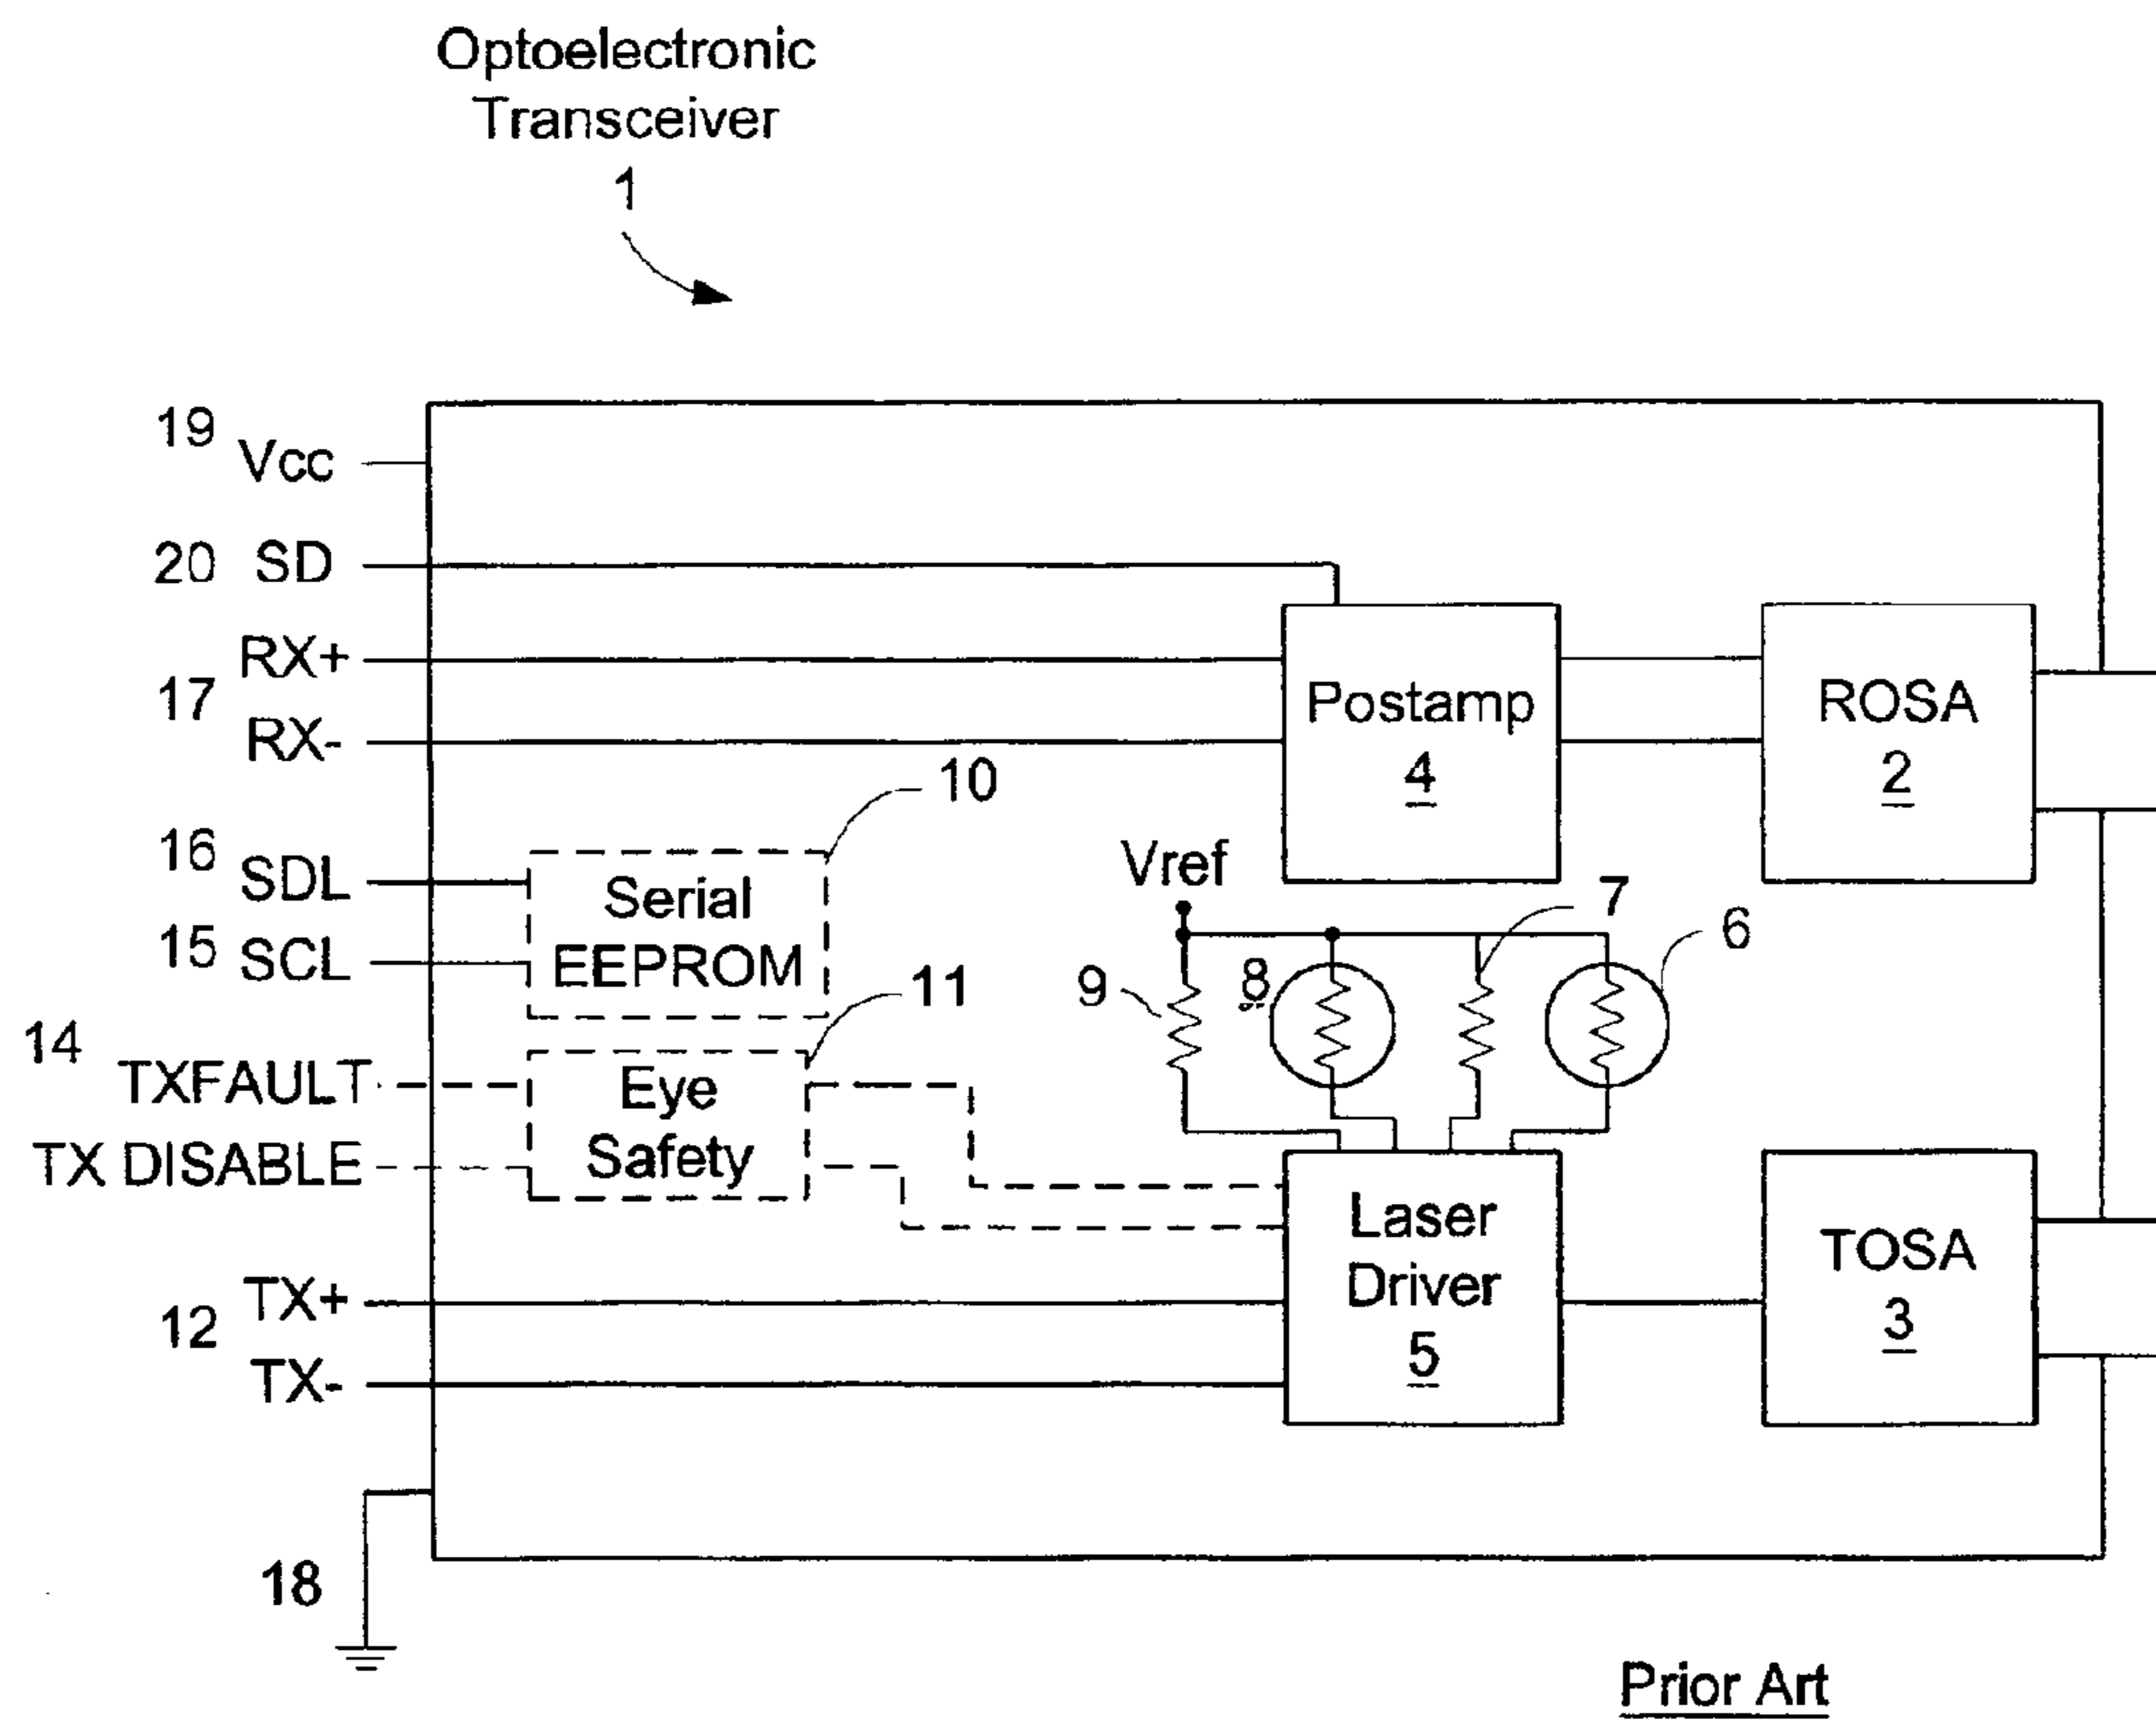 Optoelectronic
Transceiver
1
19
Vcc
20 SD
RX+
17
RX-
Postamp
4
ROSA
2
10
16
SDL
15 SCL
Serial
EEPROM
Vref
7
6
9
8
11
14
TXFAULT
TX DISABLE
Eye
Safety
Laser
Driver
5
TOSA
3
TX+
12
TX-
18
Prior Art